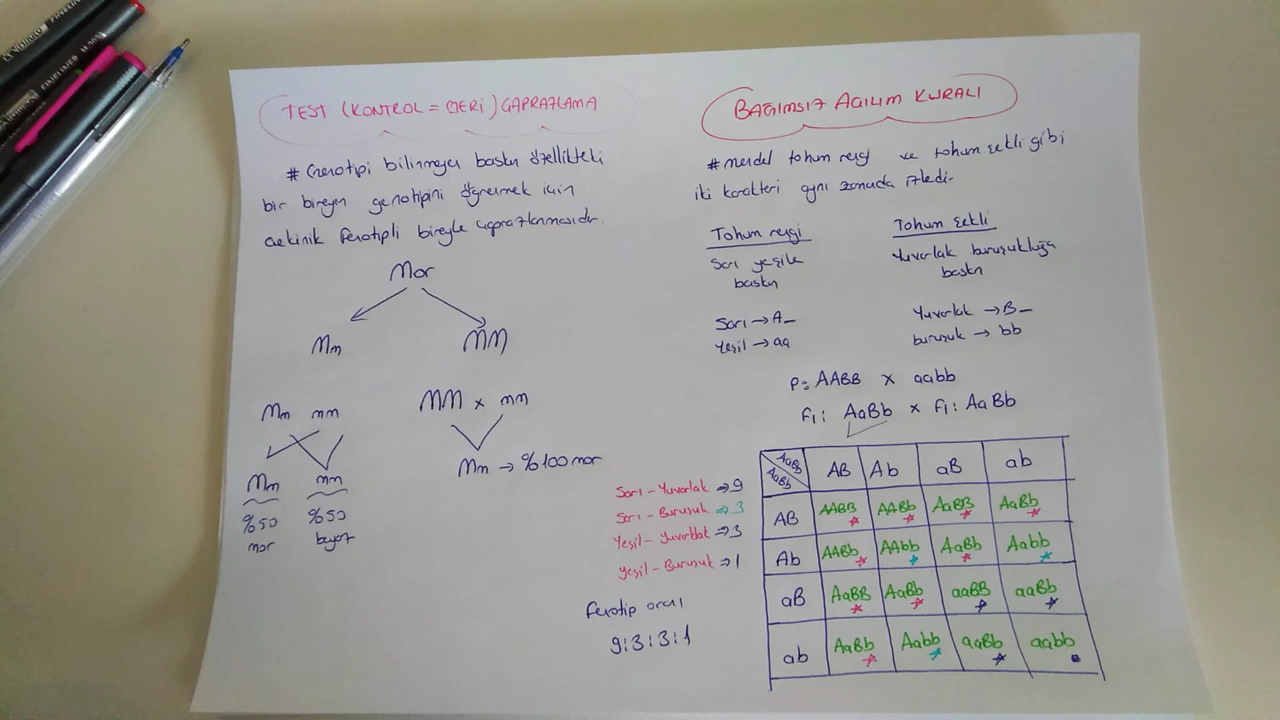 TEST (KONTROL = GERİ) ÇAPRAZLAMA
# Genotipi bilinmeyen baskın özellikteki
bir bireyin genotipini öğrenmek için
çekinik fenotipli bireyle çaprazlanmasıdır.
Mor
Mm MM
Mm mm
Mm mm
%50 %50
mor beyaz
MM x mm
Mm → %100 mor
BAĞIMSIZ AÇILIM KURALI
# mendel tohum rengi ve tohum şekli gibi
iki karakteri aynı zamanda izledi.
Tohum rengi
Sarı yeşile
baskın
Sarı → A_
Yeşil → aa
Tohum şekli
Yuvarlak buruşukluğa
baskın
Yuvarlak → B_
buruşuk → bb
P: AABB x aabb
F1: AaBb x F1: AaBb
Sarı - Yuvarlak → 9
Sarı - Buruşuk → 3
Yeşil - Yuvarlak → 3
Yeşil - Buruşuk → 1
Fenotip oranı
9:3:3:1
AaBb AaBb AB Ab aB ab
AB AABB AABb AaBB AaBb
Ab AABb AAbb AaBb Aabb
aB AaBB AaBb aaBB aaBb
ab AaBb Aabb aaBb aabb